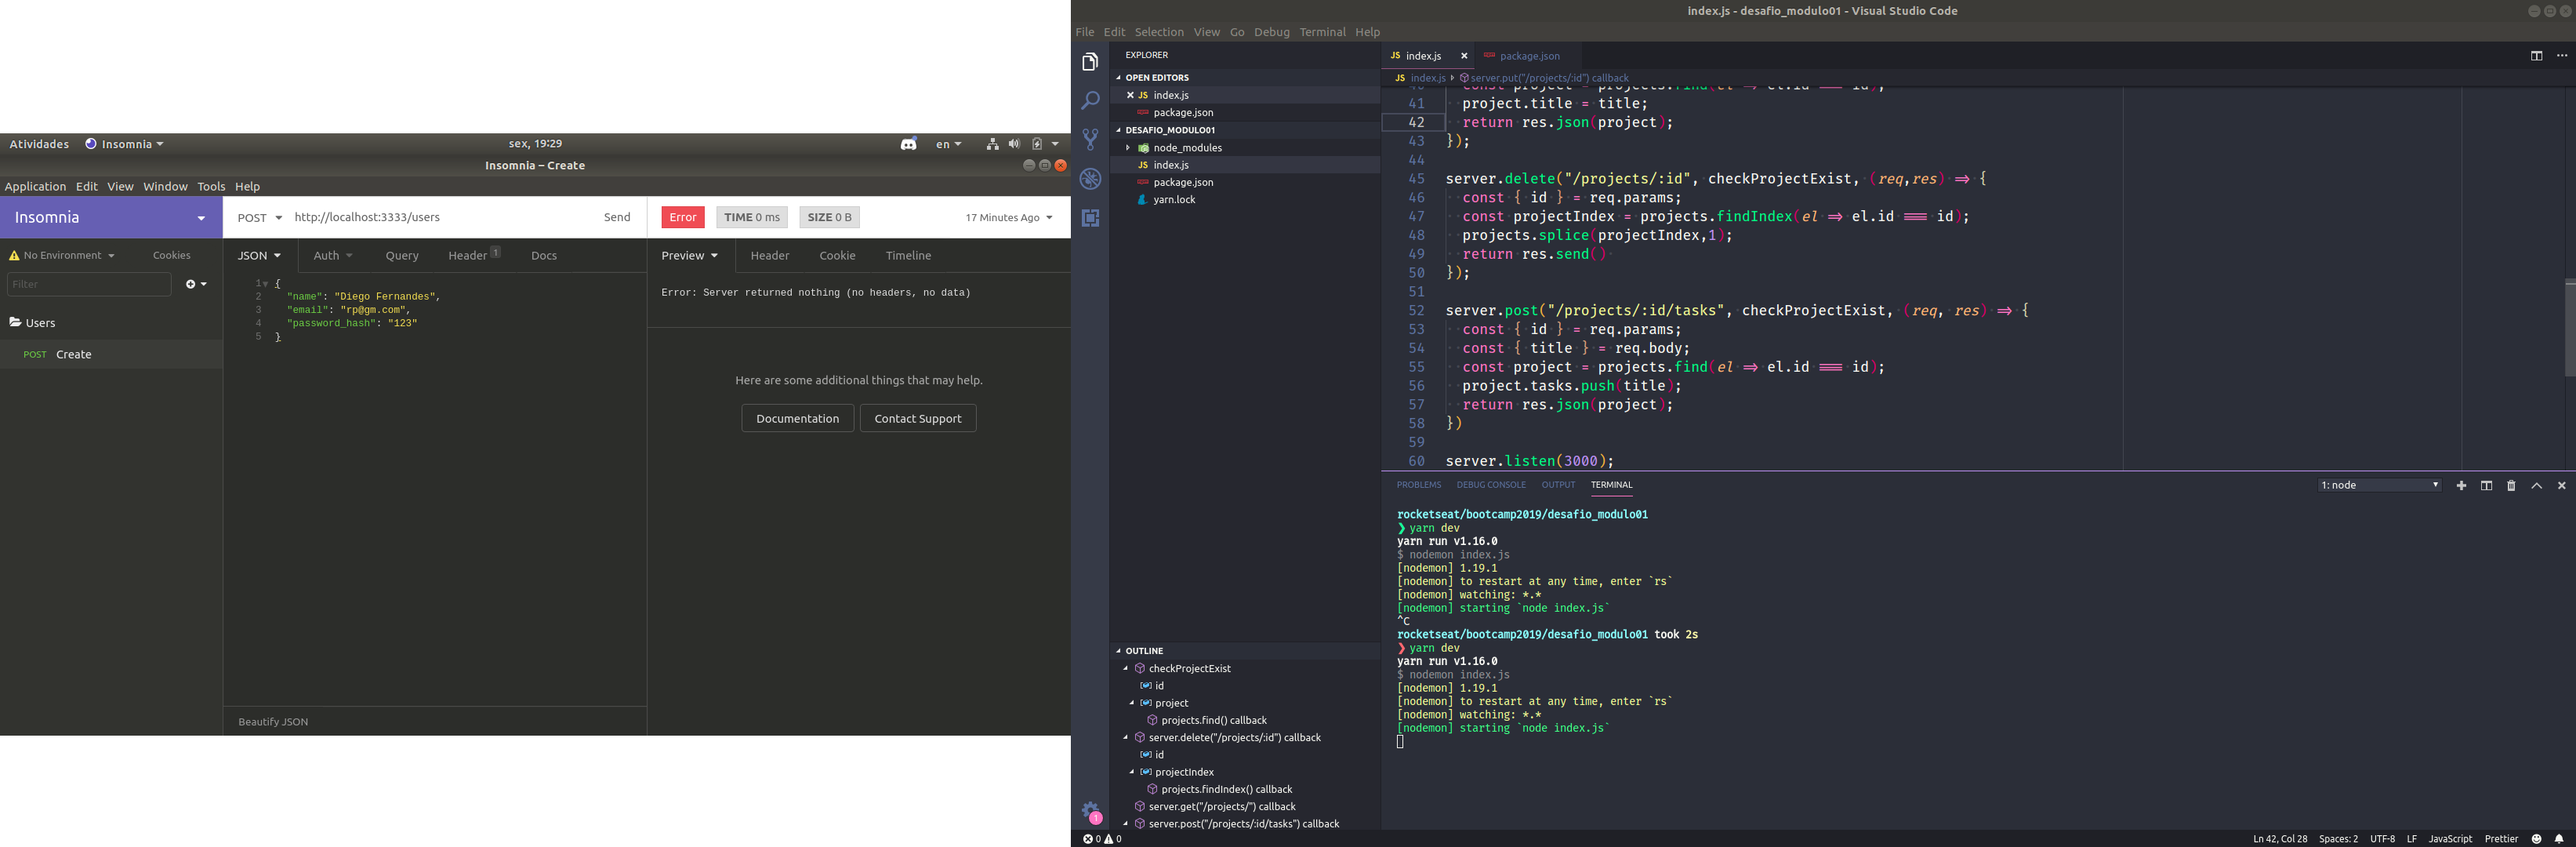 Atividades
Insomnia
sex, 19:29
en
Insomnia – Create
Application Edit View Window Tools Help
Insomnia
POST http://localhost:3333/users Send
Error TIME 0 ms SIZE 0 B 17 Minutes Ago
No Environment Cookies
JSON Auth Query Header 1 Docs
Preview Header Cookie Timeline
Filter
Users
POST Create
1 {
2 "name": "Diego Fernandes",
3 "email": "rp@gm.com",
4 "password_hash": "123"
5 }
Error: Server returned nothing (no headers, no data)
Here are some additional things that may help.
Documentation Contact Support
Beautify JSON
index.js - desafio_modulo01 - Visual Studio Code
File Edit Selection View Go Debug Terminal Help
EXPLORER
OPEN EDITORS
JS index.js
package.json
DESAFIO_MODULO01
node_modules
JS index.js
package.json
yarn.lock
OUTLINE
checkProjectExist
id
project
projects.find() callback
server.delete("/projects/:id") callback
id
projectIndex
projects.findIndex() callback
server.get("/projects/") callback
server.post("/projects/:id/tasks") callback
1
JS index.js package.json
JS index.js server.put("/projects/:id") callback
40 const project = projects.find(el => el.id === id);
41 project.title = title;
42 return res.json(project);
43 });
44
45 server.delete("/projects/:id", checkProjectExist, (req,res) => {
46 const { id } = req.params;
47 const projectIndex = projects.findIndex(el => el.id === id);
48 projects.splice(projectIndex,1);
49 return res.send()
50 });
51
52 server.post("/projects/:id/tasks", checkProjectExist, (req, res) => {
53 const { id } = req.params;
54 const { title } = req.body;
55 const project = projects.find(el => el.id === id);
56 project.tasks.push(title);
57 return res.json(project);
58 })
59
60 server.listen(3000);
PROBLEMS DEBUG CONSOLE OUTPUT TERMINAL 1: node
rocketseat/bootcamp2019/desafio_modulo01
❯ yarn dev
yarn run v1.16.0
$ nodemon index.js
[nodemon] 1.19.1
[nodemon] to restart at any time, enter `rs`
[nodemon] watching: *.*
[nodemon] starting `node index.js`
^C
rocketseat/bootcamp2019/desafio_modulo01 took 2s
❯ yarn dev
yarn run v1.16.0
$ nodemon index.js
[nodemon] 1.19.1
[nodemon] to restart at any time, enter `rs`
[nodemon] watching: *.*
[nodemon] starting `node index.js`
0 0 Ln 42, Col 28 Spaces: 2 UTF-8 LF JavaScript Prettier